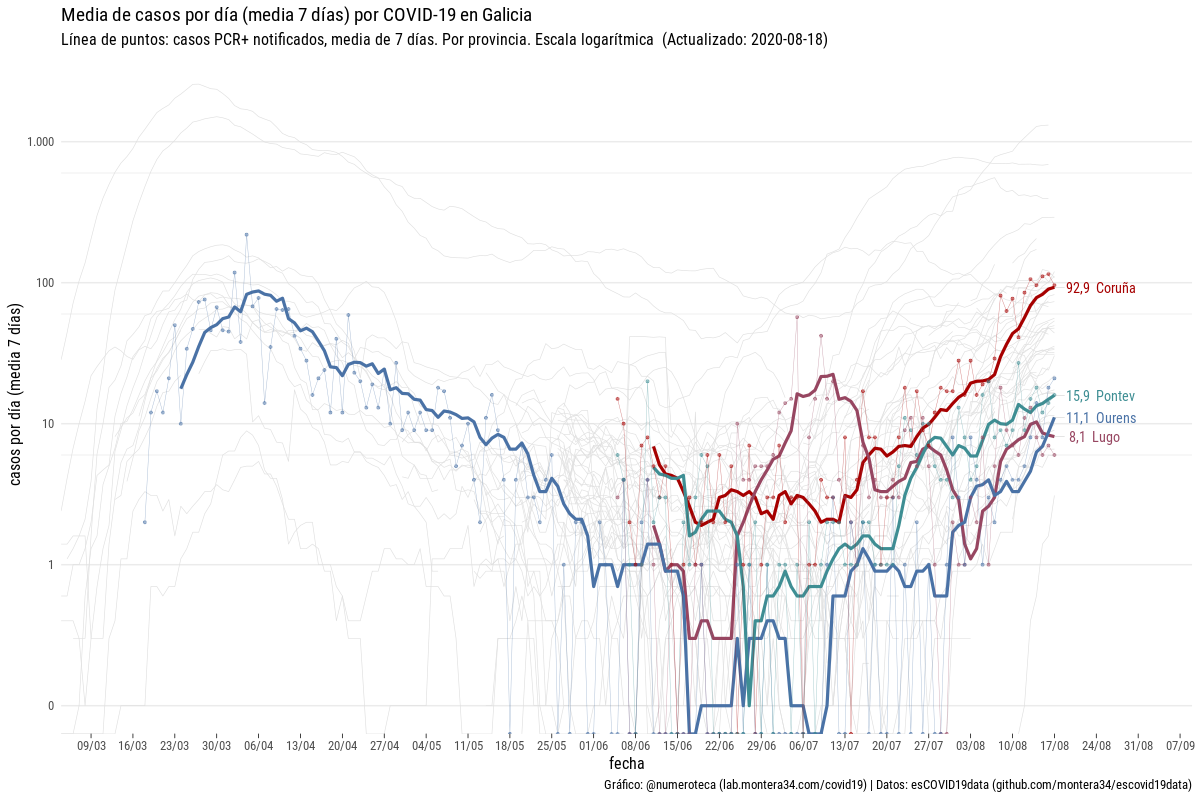 Media de casos por día (media 7 días) por COVID-19 en Galicia
Línea de puntos: casos PCR+ notificados, media de 7 días. Por provincia. Escala logarítmica (Actualizado: 2020-08-18)
casos por día (media 7 días)
1.000
100
10
1
0
92,9 Coruña
15,9 Pontev
11,1 Ourens
8,1 Lugo
09/03 16/03 23/03 30/03 06/04 13/04 20/04 27/04 04/05 11/05 18/05 25/05 01/06 08/06 15/06 22/06 29/06 06/07 13/07 20/07 27/07 03/08 10/08 17/08 24/08 31/08 07/09
fecha
Gráfico: @numeroteca (lab.montera34.com/covid19) | Datos: esCOVID19data (github.com/montera34/escovid19data)